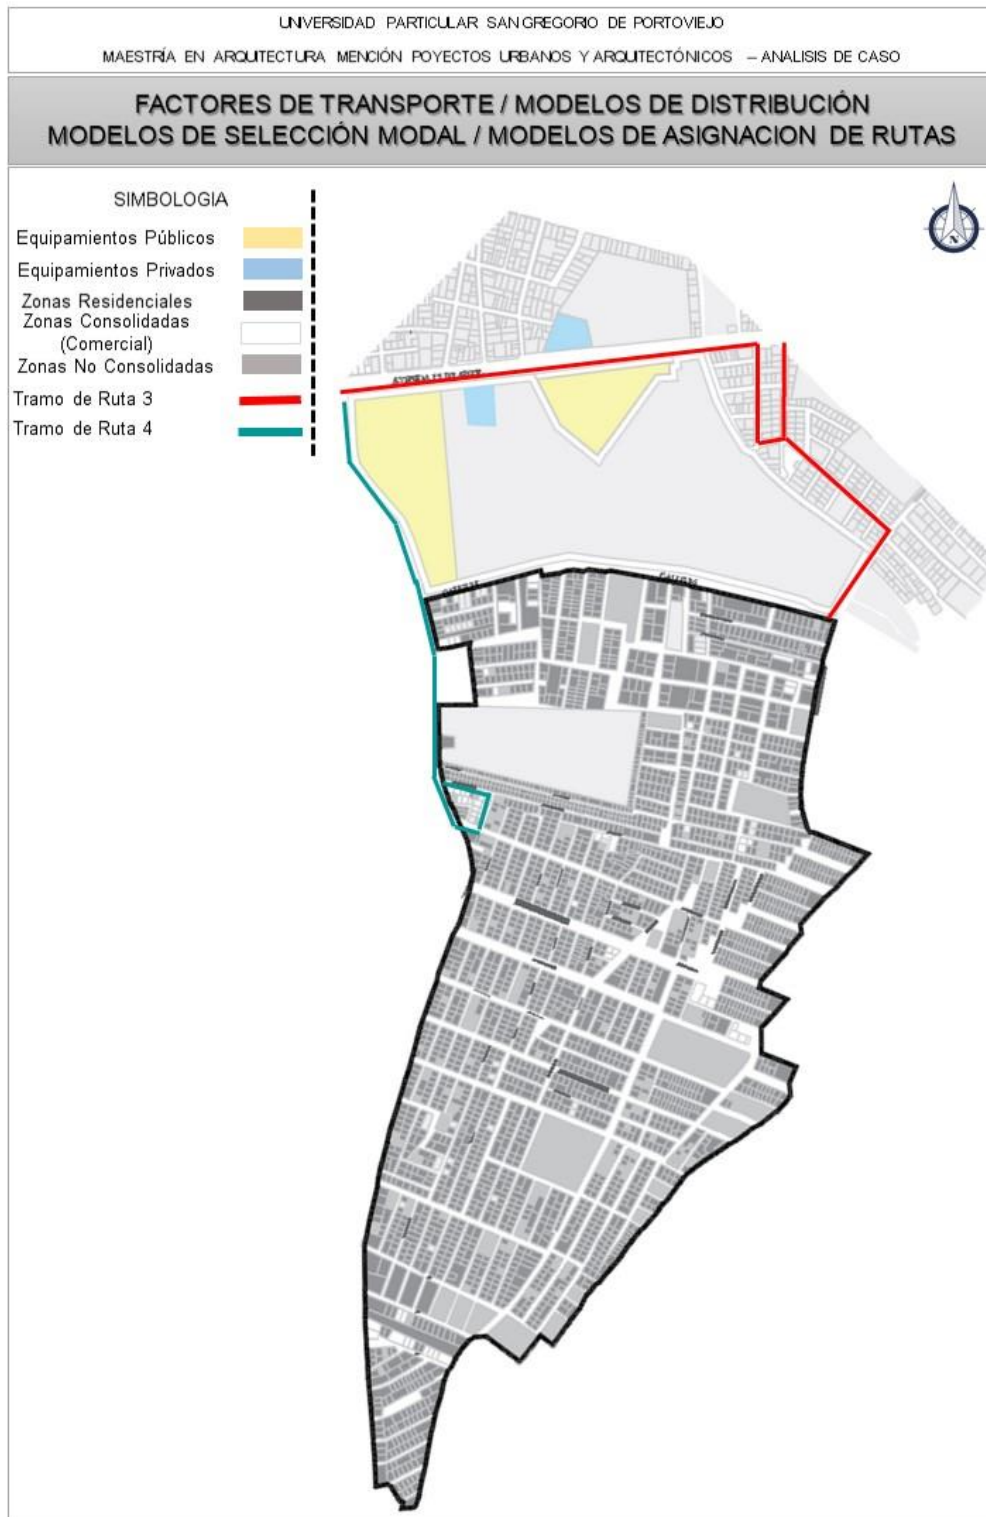 UNIVERSIDAD PARTICULAR SAN GREGORIO DE PORTOVIEJO
MAESTRÍA EN ARQUITECTURA MENCIÓN POYECTOS URBANOS Y ARQUITECTÓNICOS – ANALISIS DE CASO
FACTORES DE TRANSPORTE / MODELOS DE DISTRIBUCIÓN
MODELOS DE SELECCIÓN MODAL / MODELOS DE ASIGNACION DE RUTAS
SIMBOLOGIA
Equipamientos Públicos
Equipamientos Privados
Zonas Residenciales
Zonas Consolidadas
(Comercial)
Zonas No Consolidadas
Tramo de Ruta 3
Tramo de Ruta 4
N